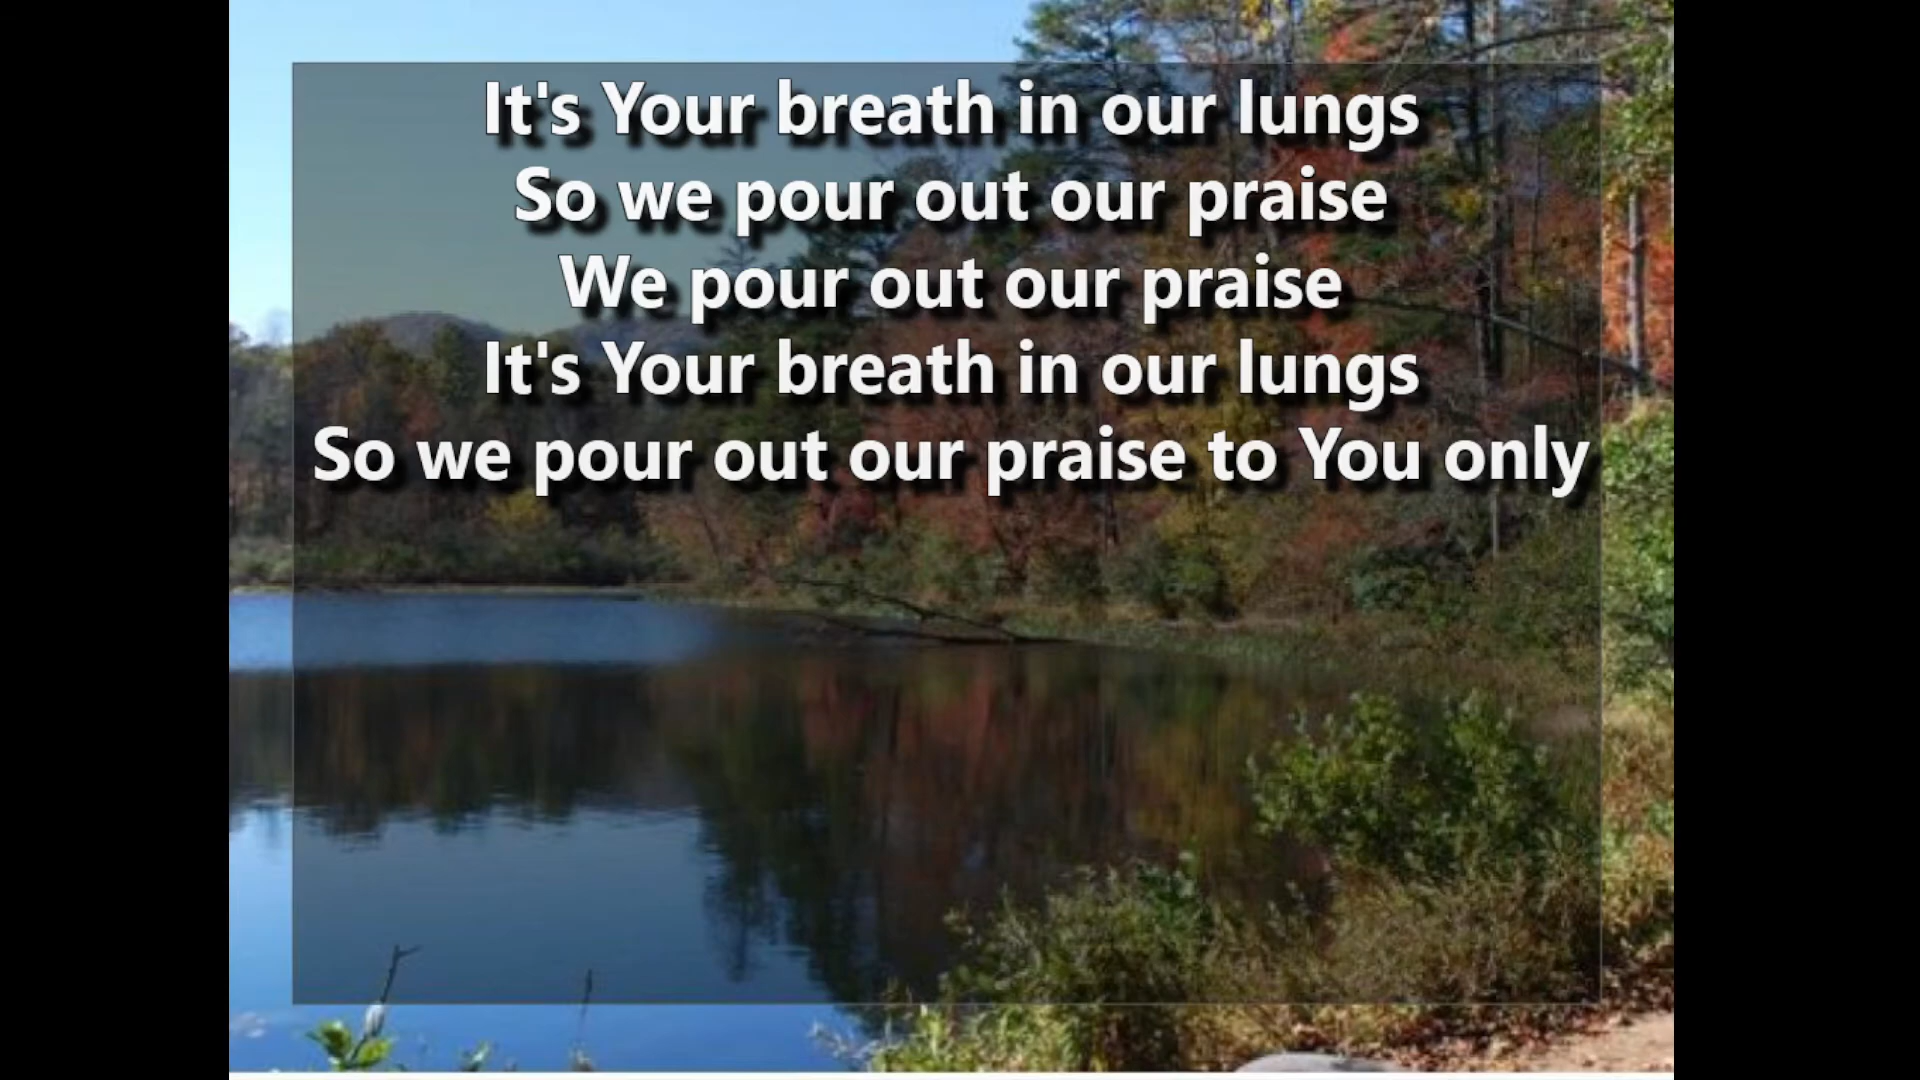 It's Your breath in our lungs
So we pour out our praise
We pour out our praise
It's Your breath in our lungs
So we pour out our praise to You only